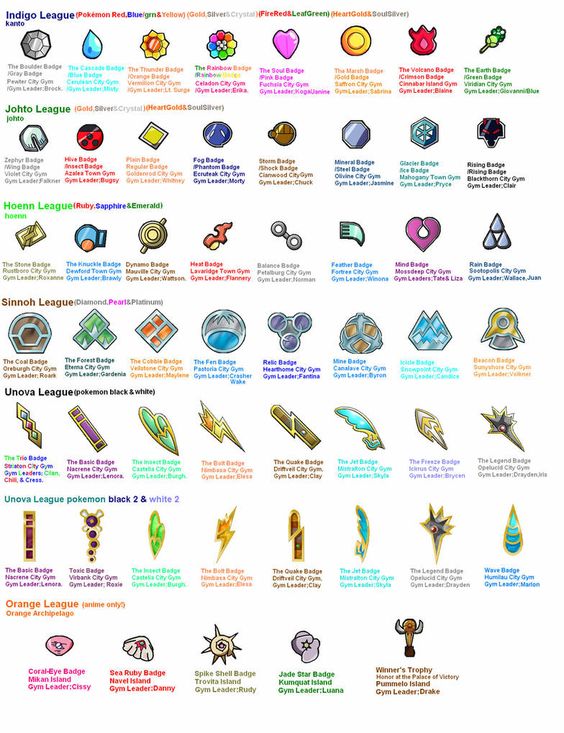 Indigo League (Pokémon Red,Blue/grn&Yellow) (Gold,Silver&Crystal)(FireRed&LeafGreen) (HeartGold&SoulSilver)
kanto
The Boulder Badge
/Gray Badge
Pewter City Gym
/Gym Leader;Brock.
The Cascade Badge
/Blue Badge
Cerulean City Gym
/Gym Leader;Misty
The Thunder Badge
/Orange Badge
Vermilion City Gym
/Gym Leader;Lt. Surge
The Rainbow Badge
/Rainbow Badge
Celadon City Gym
/Gym Leader;Erika.
The Soul Badge
/Pink Badge
Fuchsia City Gym
/Gym Leader;Koga/Janine
The Marsh Badge
/Gold Badge
Saffron City Gym
/Gym Leader;Sabrina
The Volcano Badge
/Crimson Badge
Cinnabar Island Gym
/Gym Leader;Blaine
The Earth Badge
/Green Badge
Viridian City Gym
/Gym Leader;Giovanni/Blue
Johto League (Gold,Silver&Crystal)(HeartGold&SoulSilver)
johto
Zephyr Badge
/Wing Badge
Violet City Gym
/Gym Leader;Falkner
Hive Badge
/Insect Badge
Azalea Town Gym
/Gym Leader;Bugsy
Plain Badge
Regular Badge
Goldenrod City Gym
/Gym Leader;Whitney
Fog Badge
/Phantom Badge
Ecruteak City Gym
/Gym Leader;Morty
Storm Badge
/Shock Badge
Cianwood City Gym
/Gym Leader;Chuck
Mineral Badge
/Steel Badge
Olivine City Gym
/Gym Leader;Jasmine
Glacier Badge
/Ice Badge
Mahogany Town Gym
/Gym Leader;Pryce
Rising Badge
/Rising Badge
Blackthorn City Gym
/Gym Leader;Clair
Hoenn League (Ruby,Sapphire &Emerald)
hoenn
The Stone Badge
Rustboro City Gym
/Gym Leader;Roxanne
The Knuckle Badge
Dewford Town Gym
/Gym Leader;Brawly
Dynamo Badge
Mauville City Gym
/Gym Leader;Wattson.
Heat Badge
Lavaridge Town Gym
/Gym Leader;Flannery
Balance Badge
Petalburg City Gym
/Gym Leader;Norman
Feather Badge
Fortree City Gym
/Gym Leader;Winona
Mind Badge
Mossdeep City Gym
/Gym Leaders;Tate& Liza
Rain Badge
Sootopolis City Gym
/Gym Leader;Wallace,Juan
Sinnoh League (Diamond,Pearl&Platinum)
The Coal Badge
Oreburgh City Gym
Gym Leader; Roark
The Forest Badge
Eterna City Gym
Gym Leader;Gardenia
The Cobble Badge
Veilstone City Gym
/Gym Leader;Maylene
The Fen Badge
Pastoria City Gym
/Gym Leader;Crasher
Wake
Relic Badge
Hearthome City Gym
/Gym Leader;Fantina
Mine Badge
Canalave City Gym
/Gym Leader;Byron
Icicle Badge
Snowpoint City Gym
/Gym Leader;Candice
Beacon Badge
Sunyshore City Gym
/Gym Leader;Volkner
Unova League(pokemon black&white)
The Trio Badge
Striaton City Gym
Gym Leaders; Cilan,
Chili, & Cress.
The Basic Badge
Nacrene City Gym
/Gym Leader;Lenora.
The Insect Badge
Castelia City Gym
/Gym Leader;Burgh.
The Bolt Badge
Nimbasa City Gym
/Gym Leader;Elesa
The Quake Badge
Driftveil City Gym,
/Gym Leader;Clay
The Jet Badge
Mistralton City Gym
/Gym Leader;Skyla
The Freeze Badge
Icirrus City Gym
/Gym Leader;Brycen
The Legend Badge
Opelucid City Gym
/Gym Leader;Drayden,Iris
Unova League pokemon black 2 & white 2
The Basic Badge
Nacrene City Gym
/Gym Leader;Lenora.
Toxic Badge
Virbank City Gym
/Gym Leader; Roxie
The Insect Badge
Castelia City Gym
/Gym Leader;Burgh.
The Bolt Badge
Nimbasa City Gym
/Gym Leader;Elesa
The Quake Badge
Driftveil City Gym,
/Gym Leader;Clay
The Jet Badge
Mistralton City Gym
/Gym Leader;Skyla
The Legend Badge
Opelucid City Gym
/Gym Leader;Drayden
Wave Badge
Humilau City Gym
/Gym Leader;Marlon
Orange League (anime only!)
Orange Archipelago
Coral-Eye Badge
Mikan Island
Gym Leader;Cissy
Sea Ruby Badge
Navel Island
Gym Leader;Danny
Spike Shell Badge
Trovita Island
Gym Leader;Rudy
Jade Star Badge
Kumquat Island
Gym Leader;Luana
Winner's Trophy
Honor at the Palace of Victory
Pummelo Island
Gym Leader;Drake